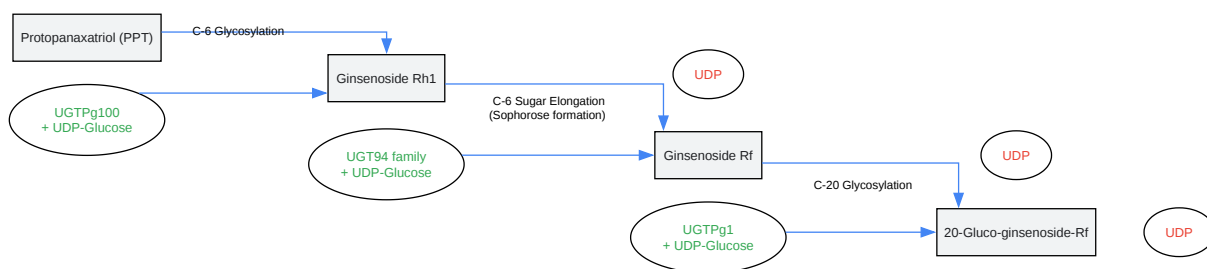 Protopanaxatriol (PPT)
C-6 Glycosylation
Ginsenoside Rh1
UDP
UGTPg100
+ UDP-Glucose
C-6 Sugar Elongation
(Sophorose formation)
UGT94 family
+ UDP-Glucose
Ginsenoside Rf
UDP
C-20 Glycosylation
UGTPg1
+ UDP-Glucose
20-Gluco-ginsenoside-Rf
UDP